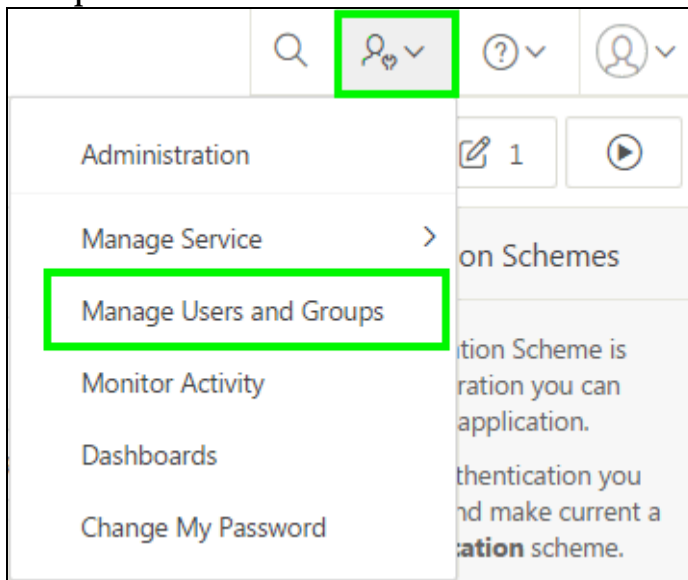 Administration
1
Manage Service
on Schemes
Manage Users and Groups
tion Scheme is
Monitor Activity
ration you can
application.
Dashboards
thentication you
Change My Password
nd make current a
ation scheme.